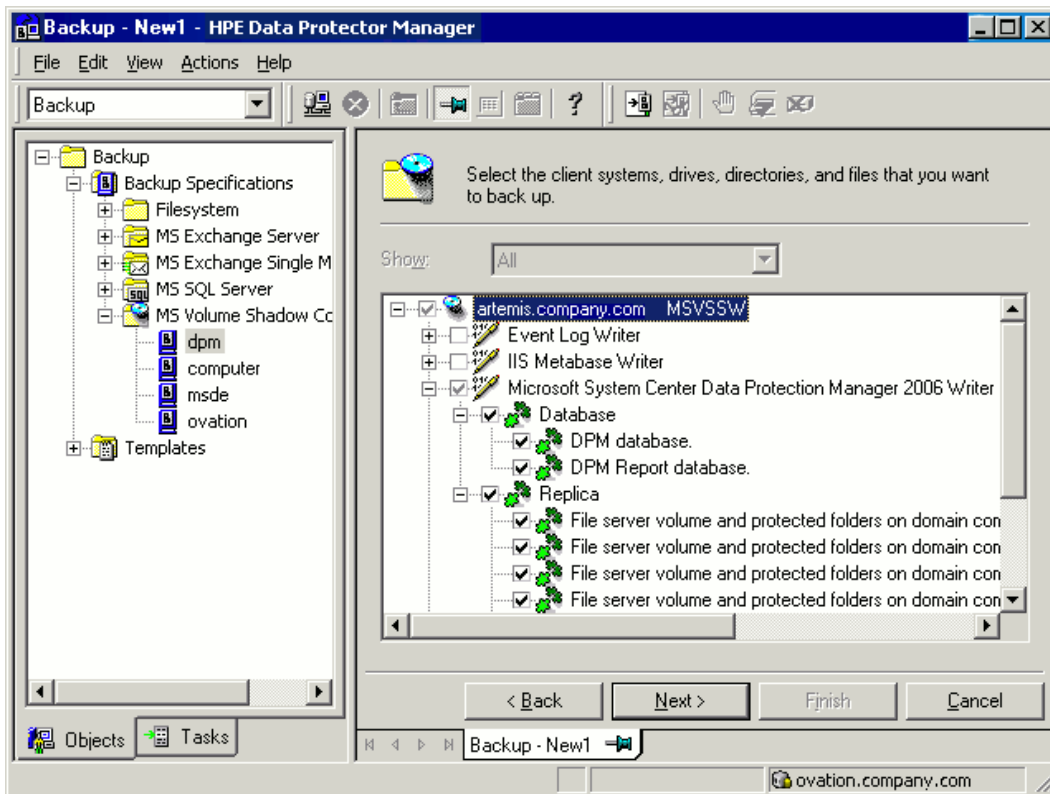 Backup - New1 - HPE Data Protector Manager
File Edit View Actions Help
Backup
Backup
Backup Specifications
Filesystem
MS Exchange Server
MS Exchange Single M
MS SQL Server
MS Volume Shadow Co
dpm
computer
msde
ovation
Templates
Objects
Tasks
Select the client systems, drives, directories, and files that you want
to back up.
Show:
All
artemis.company.com MSVSSW
Event Log Writer
IIS Metabase Writer
Microsoft System Center Data Protection Manager 2006 Writer
Database
DPM database.
DPM Report database.
Replica
File server volume and protected folders on domain con
File server volume and protected folders on domain con
File server volume and protected folders on domain con
File server volume and protected folders on domain con
< Back
Next >
Finish
Cancel
Backup - New1
ovation.company.com